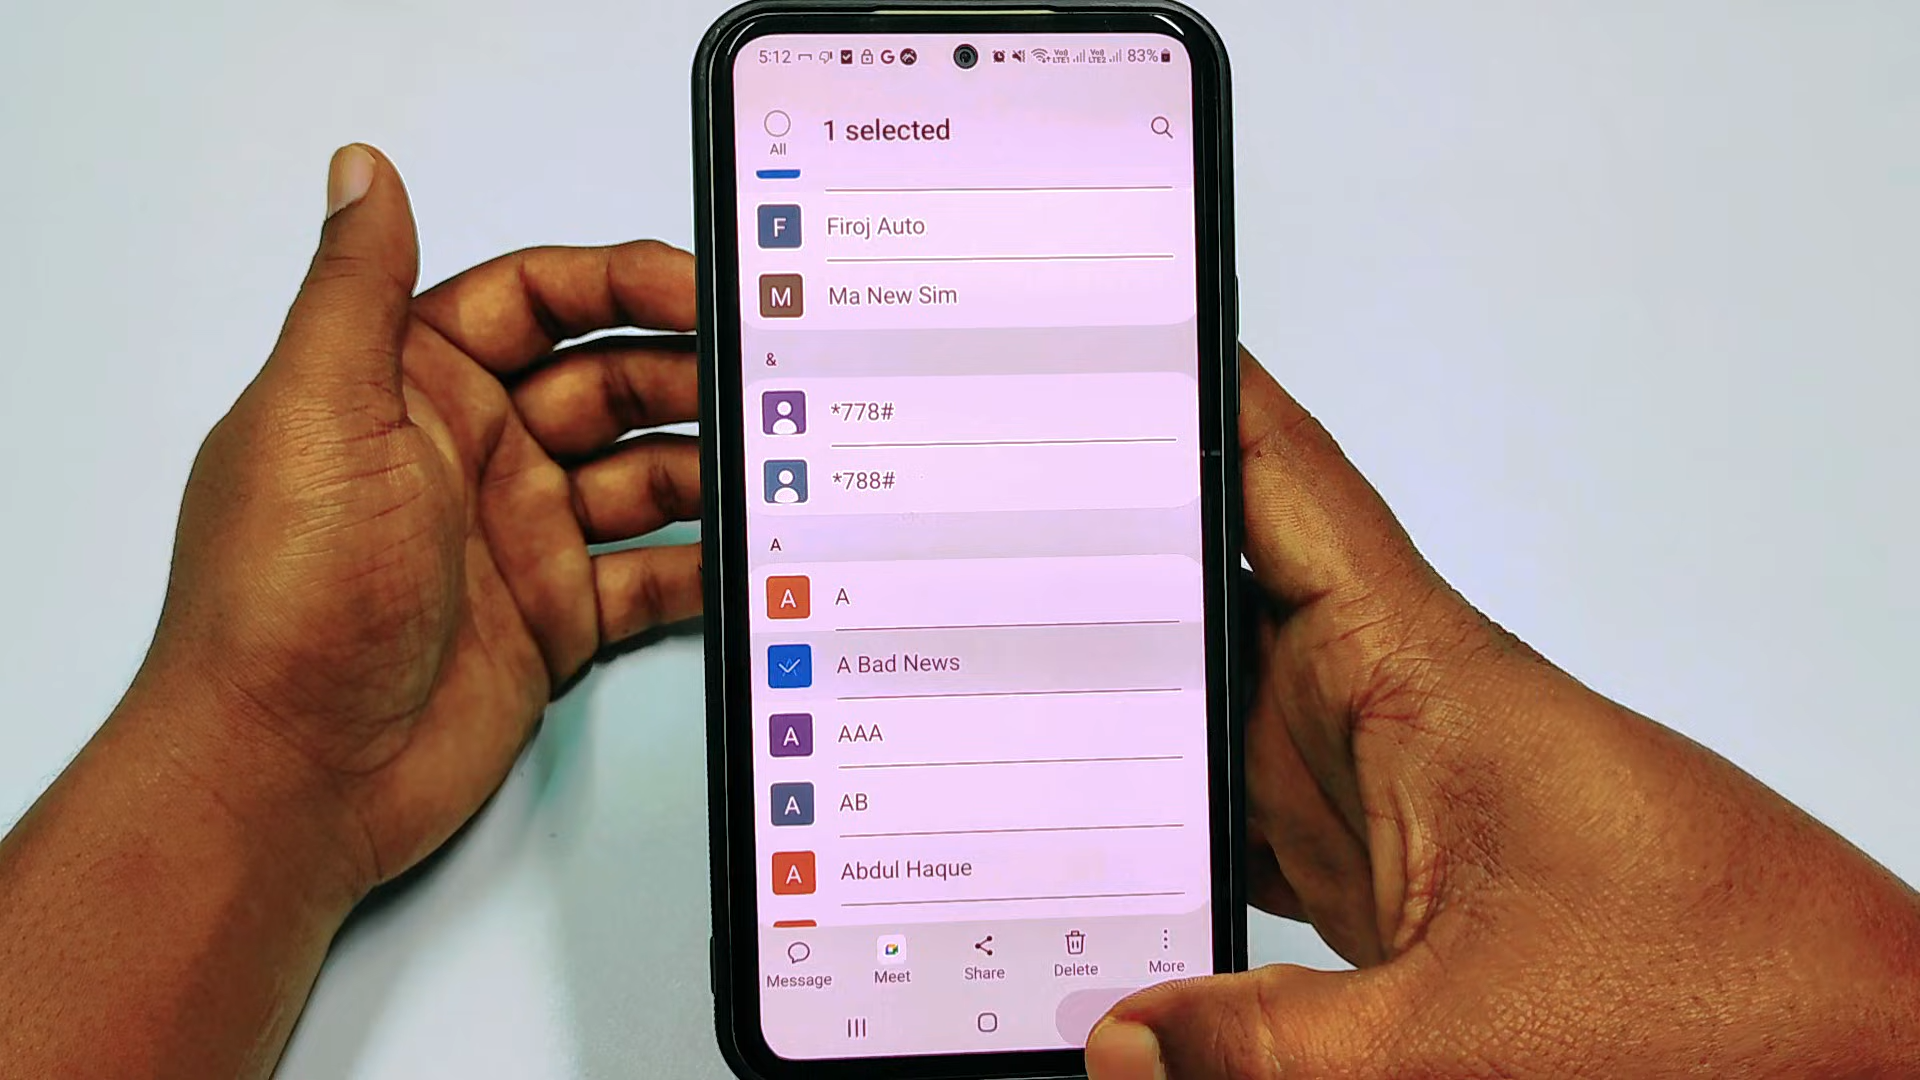 5:12 G 83%
1 selected
All
F Firoj Auto
M Ma New Sim
&
*778#
*788#
A
A A
A Bad News
A AAA
A AB
A Abdul Haque
Message Meet Share Delete More